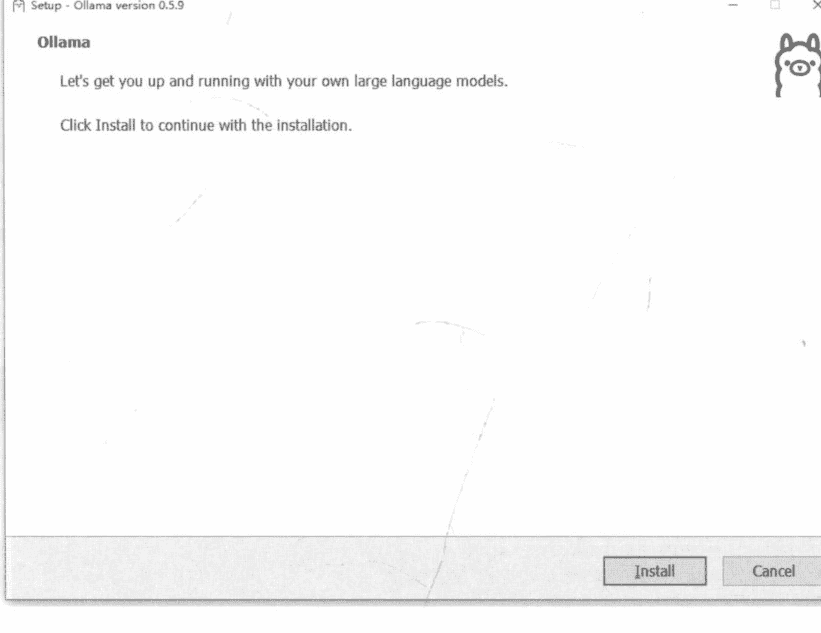 Setup - Ollama version 0.5.9
Ollama
Let's get you up and running with your own large language models.
Click Install to continue with the installation.
Install
Cancel